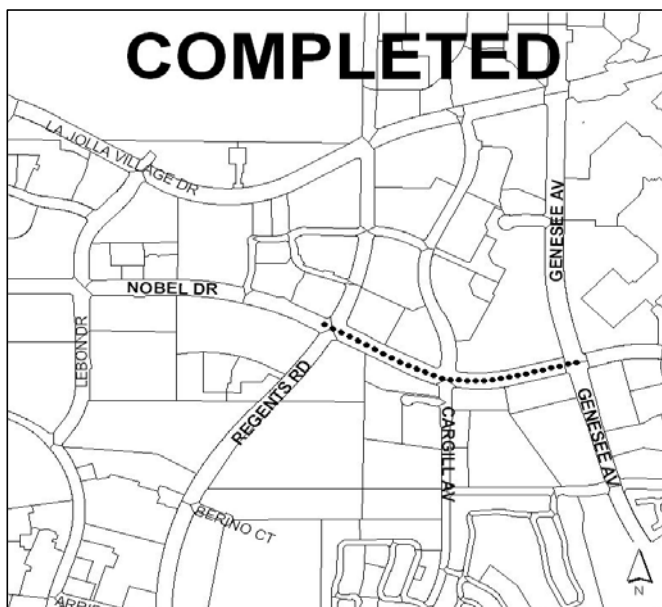 COMPLETED
LA JOLLA VILLAGE DR
GENESEE AV
NOBEL DR
LEBON DR
REGENTS RD
CARGILL AV
GENESEE AV
BERINO CT
N